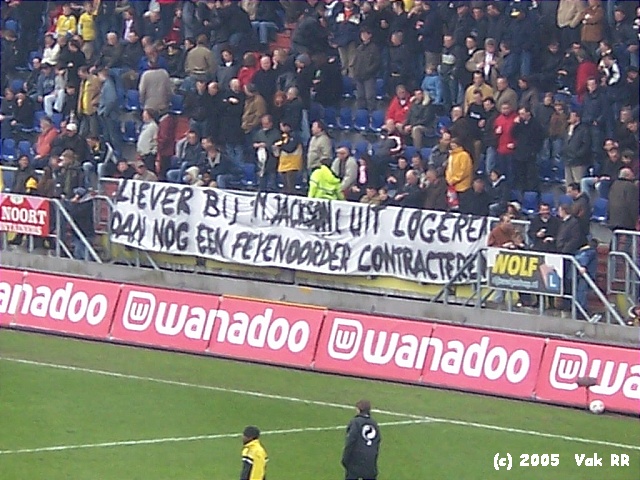 LIEVER BIJ M. JACKSON UIT LOGEREN
DAN NOG EEN FEYENOORDER CONTRACTEREN
NOORT
WOLF
wanadoo
wanadoo
wanadoo
wanadoo
wanadoo
(c) 2005 Vak RR